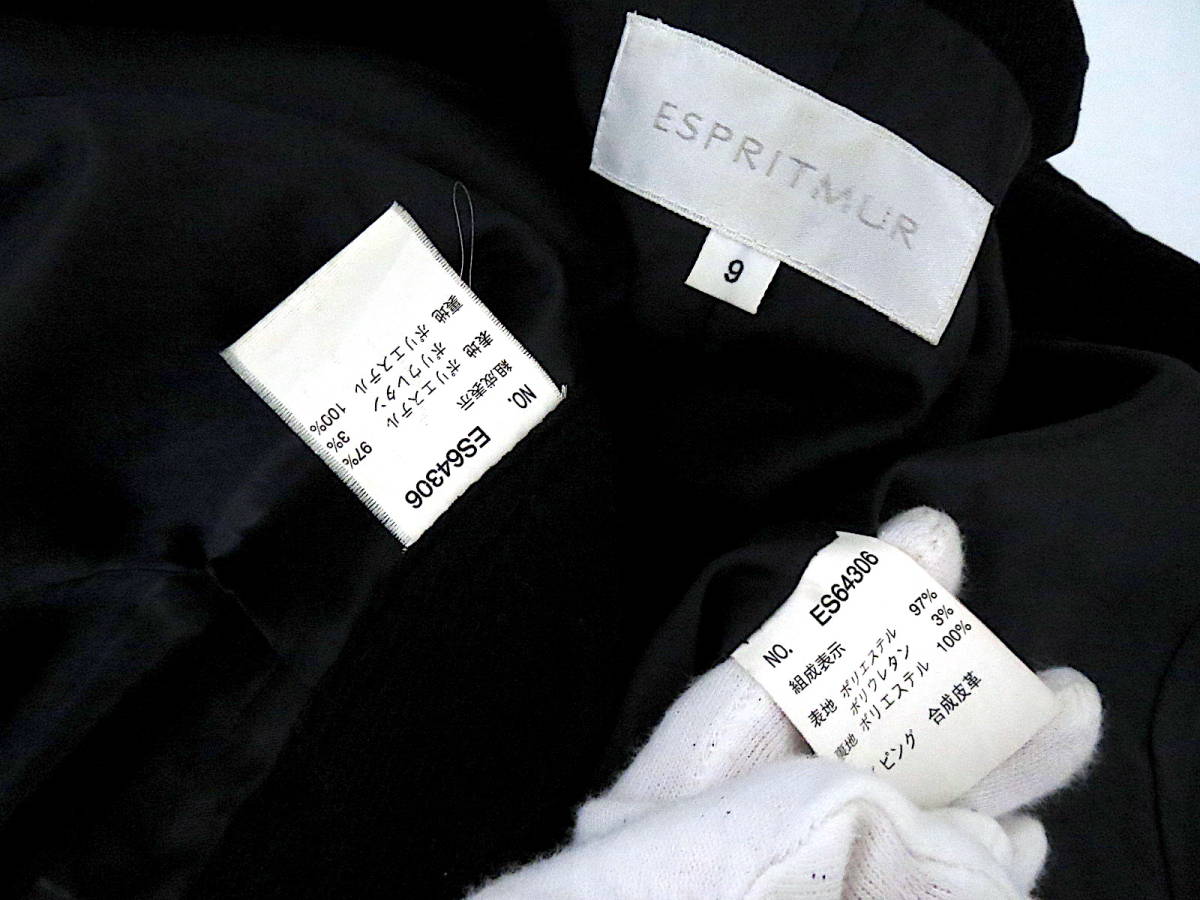 ESPRITMUR
9
NO. ES64306
組成表示
表地 ポリエステル 97%
ポリウレタン 3%
裏地 ポリエステル 100%
NO. ES64306
組成表示
表地 ポリエステル 97%
ポリウレタン 3%
裏地 ポリエステル 100%
ピング 合成皮革